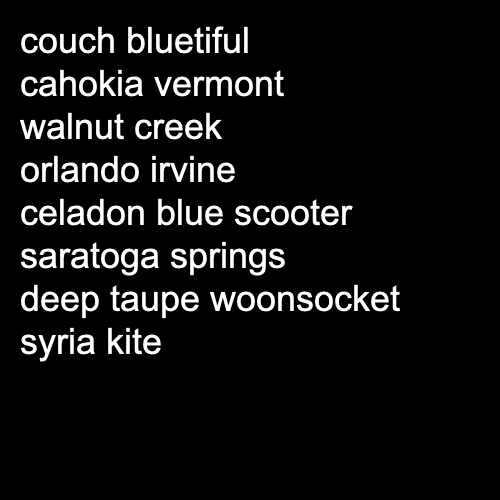 couch bluetiful
cahokia vermont
walnut creek
orlando irvine
celadon blue scooter
saratoga springs
deep taupe woonsocket
syria kite